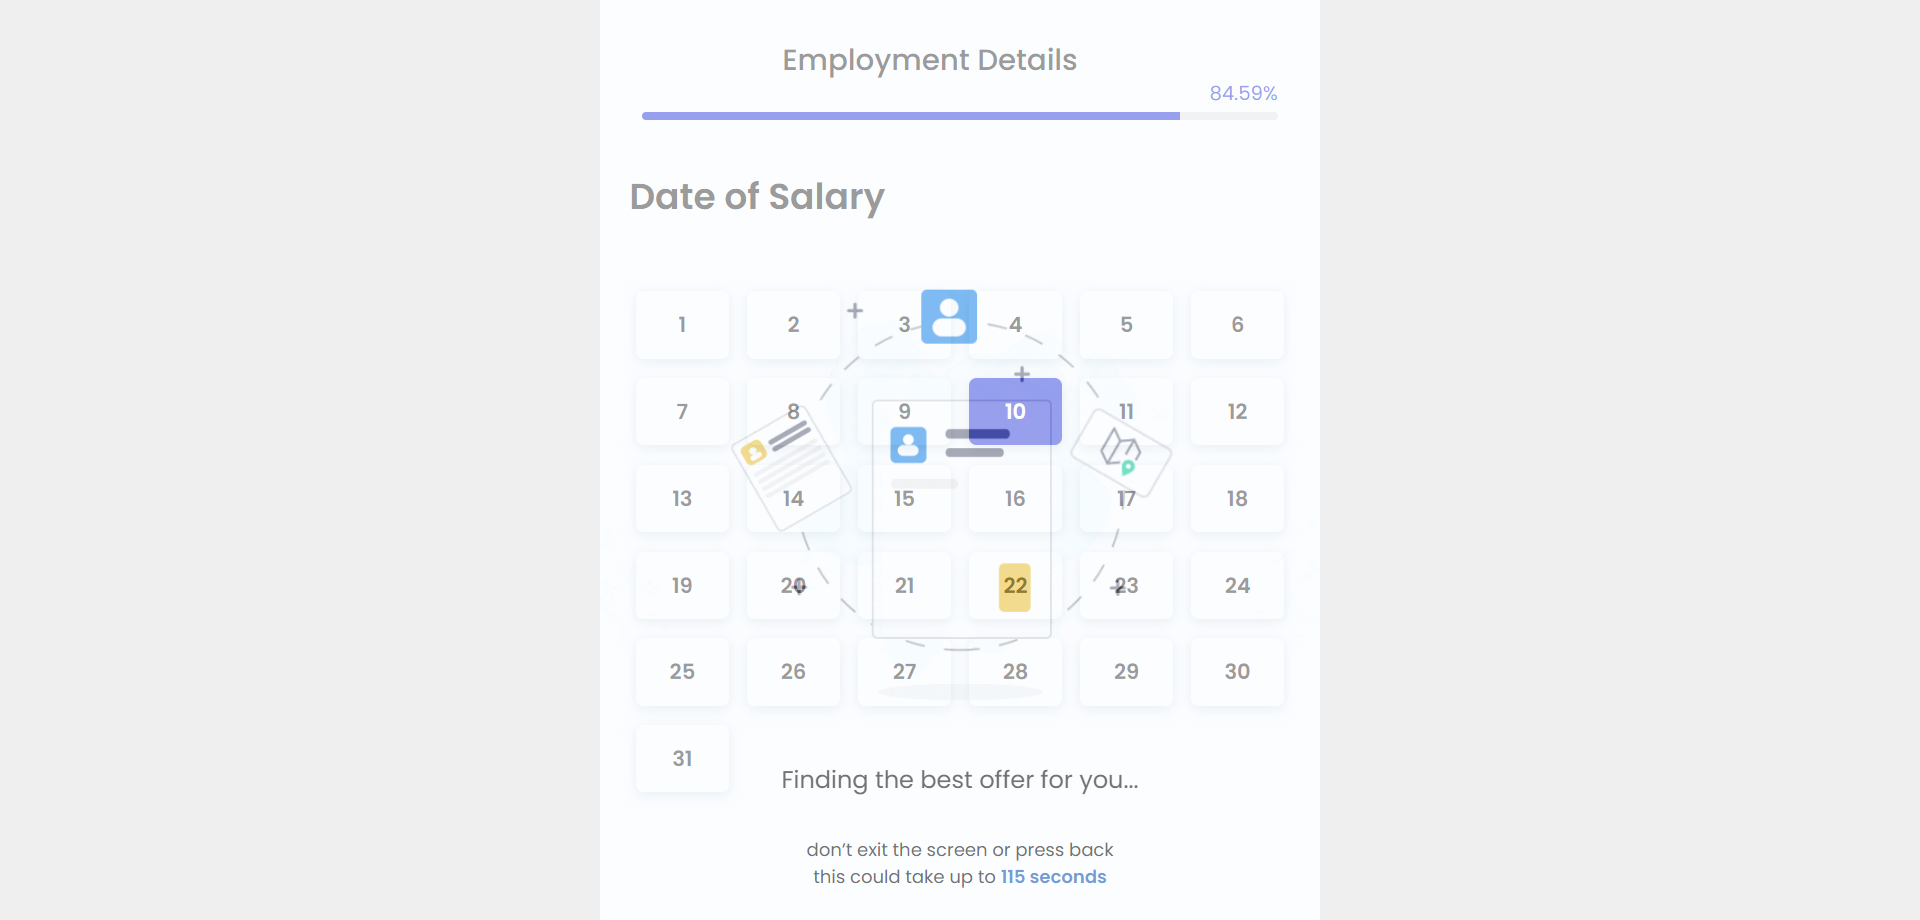 Employment Details
84.59%
Date of Salary
1 2 3 4 5 6
7 8 9 10 11 12
13 14 15 16 17 18
19 20 21 22 23 24
25 26 27 28 29 30
31
Finding the best offer for you...
don’t exit the screen or press back
this could take up to 115 seconds